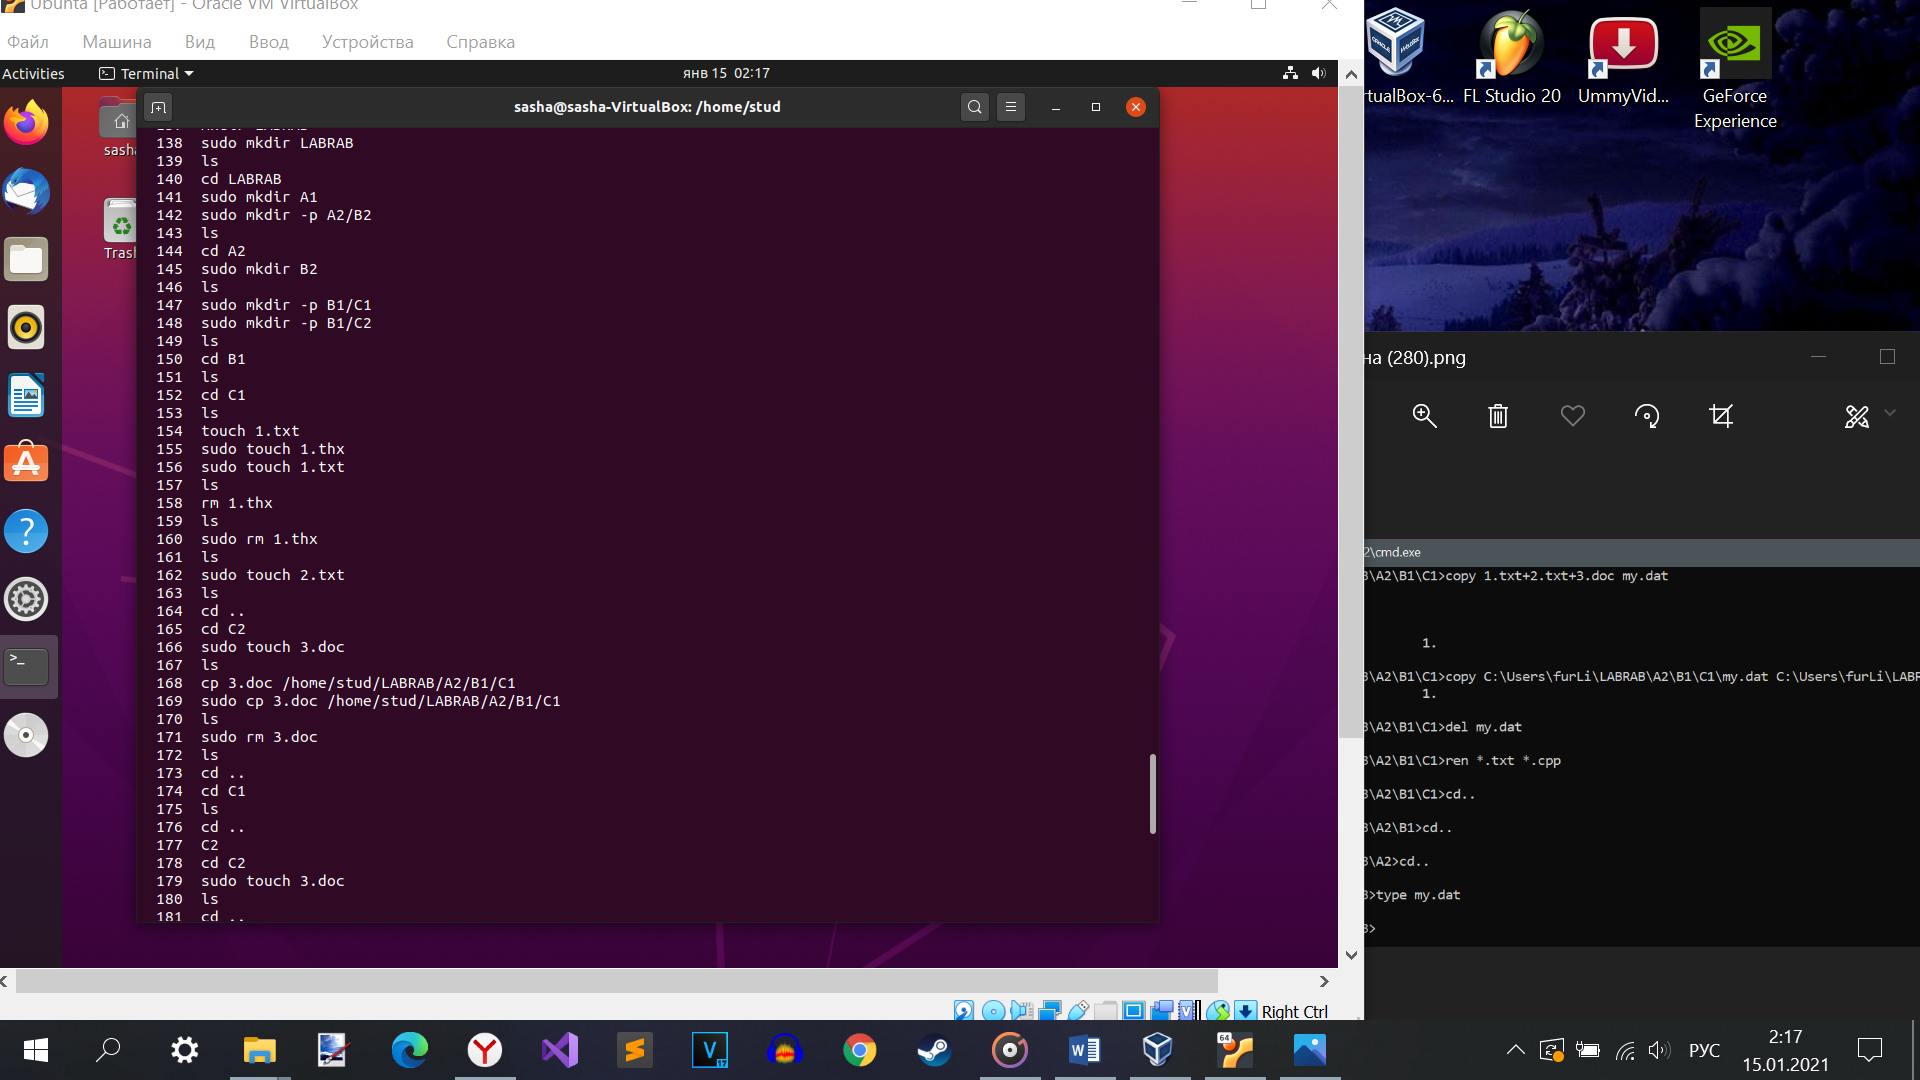 Ubunta [Работает] - Oracle VM VirtualBox
Файл Машина Вид Ввод Устройства Справка
Activities Terminal янв 15 02:17
sasha@sasha-VirtualBox: /home/stud
sasha
Trash
138 sudo mkdir LABRAB
139 ls
140 cd LABRAB
141 sudo mkdir A1
142 sudo mkdir -p A2/B2
143 ls
144 cd A2
145 sudo mkdir B2
146 ls
147 sudo mkdir -p B1/C1
148 sudo mkdir -p B1/C2
149 ls
150 cd B1
151 ls
152 cd C1
153 ls
154 touch 1.txt
155 sudo touch 1.thx
156 sudo touch 1.txt
157 ls
158 rm 1.thx
159 ls
160 sudo rm 1.thx
161 ls
162 sudo touch 2.txt
163 ls
164 cd ..
165 cd C2
166 sudo touch 3.doc
167 ls
168 cp 3.doc /home/stud/LABRAB/A2/B1/C1
169 sudo cp 3.doc /home/stud/LABRAB/A2/B1/C1
170 ls
171 sudo rm 3.doc
172 ls
173 cd ..
174 cd C1
175 ls
176 cd ..
177 C2
178 cd C2
179 sudo touch 3.doc
180 ls
181 cd ..
Right Ctrl
rtualBox-6... FL Studio 20 UmmyVid... GeForce Experience
на (280).png
2\cmd.exe
B\A2\B1\C1>copy 1.txt+2.txt+3.doc my.dat
1.
B\A2\B1\C1>copy C:\Users\furLi\LABRAB\A2\B1\C1\my.dat C:\Users\furLi\LABR
1.
B\A2\B1\C1>del my.dat
B\A2\B1\C1>ren *.txt *.cpp
B\A2\B1\C1>cd..
B\A2\B1>cd..
B\A2>cd..
B>type my.dat
B>
64
V 17
РУС
2:17
15.01.2021